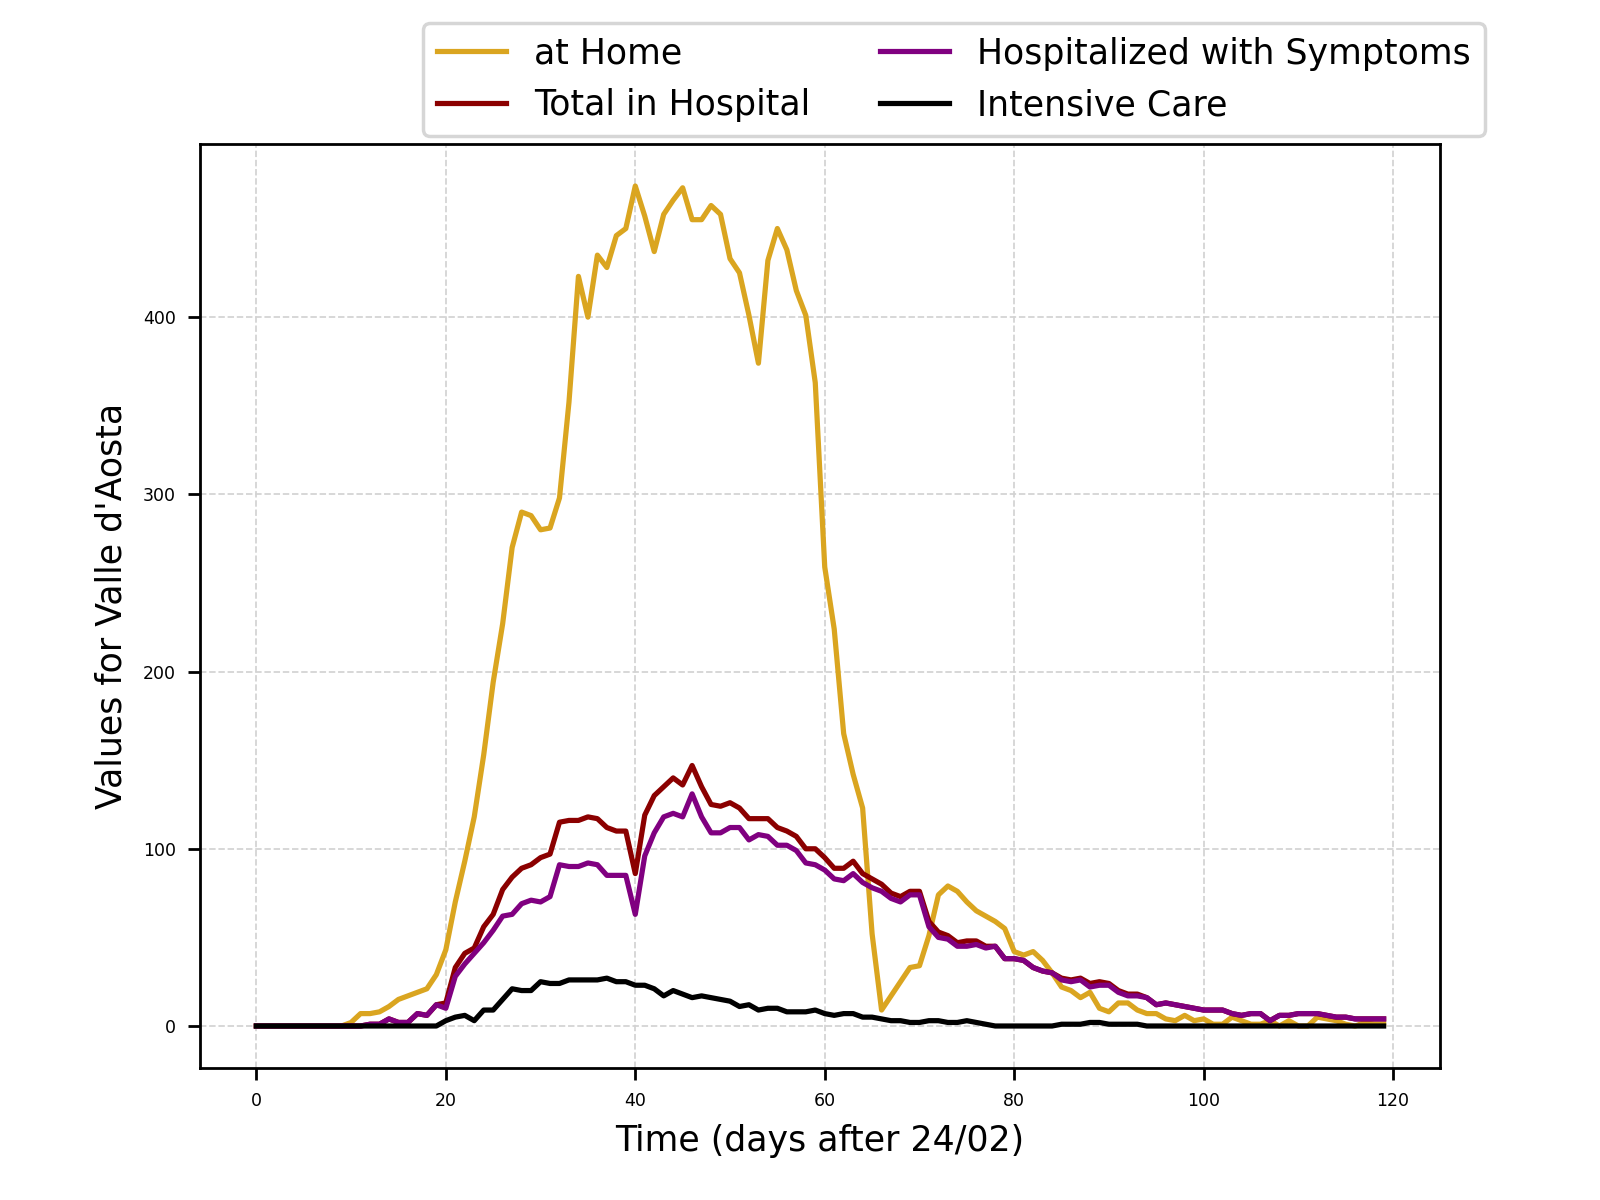 at Home
Total in Hospital
Hospitalized with Symptoms
Intensive Care
400
300
200
100
0
Values for Valle d'Aosta
0 20 40 60 80 100 120
Time (days after 24/02)